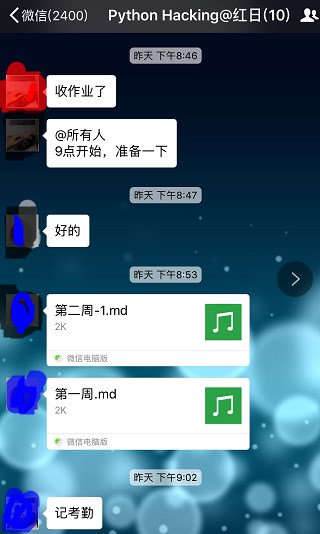 微信(2400)
Python Hacking@红日(10)
昨天 下午8:46
收作业了
@所有人
9点开始，准备一下
昨天 下午8:47
好的
昨天 下午8:53
第二周-1.md
2K
微信电脑版
第一周.md
2K
微信电脑版
昨天 下午9:02
记考勤